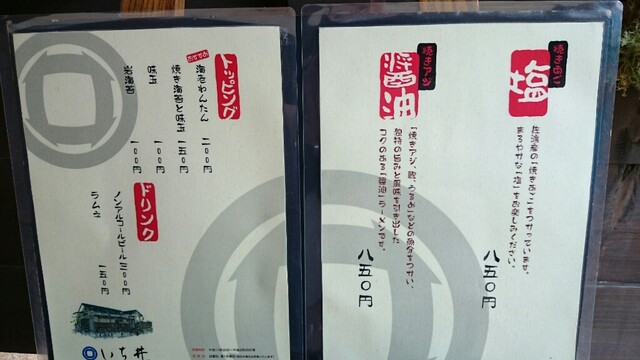 焼きあご
塩
佐渡産の「焼きあご」をつかっています。
まろやかな「塩」をお楽しみください。
八五〇円
焼きアジ
醤油
「焼きアジ、鯵、うるめ」などの魚介をつかい、
独特の旨みと風味を引き出した
コクのある「醤油」ラーメンです。
八五〇円
トッピング
おすすめ
海老わんたん 二〇〇円
焼き海苔と味玉 一五〇円
味玉 一〇〇円
岩海苔 一〇〇円
ドリンク
ノンアルコールビール 三〇〇円
ラムネ 一五〇円
いち井